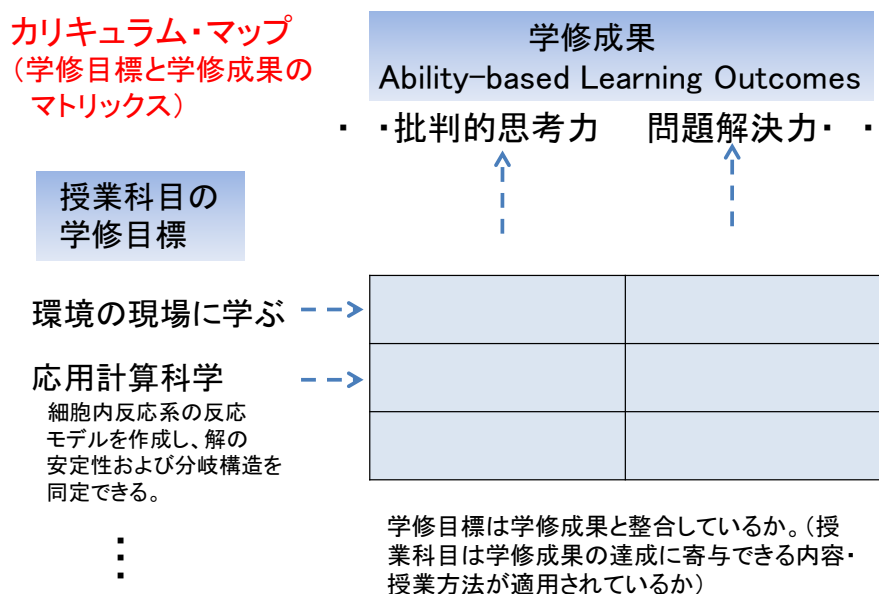 カリキュラム・マップ
（学修目標と学修成果の
マトリックス）
学修成果
Ability-based Learning Outcomes
・ ・批判的思考力 問題解決力・ ・
授業科目の
学修目標
環境の現場に学ぶ
応用計算科学
細胞内反応系の反応
モデルを作成し、解の
安定性および分岐構造を
同定できる。
⋮
学修目標は学修成果と整合しているか。（授
業科目は学修成果の達成に寄与できる内容・
授業方法が適用されているか）